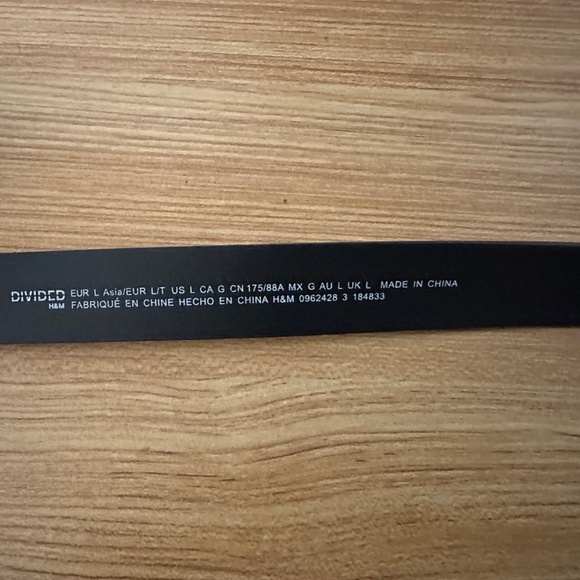 DIVIDED
H&M
EUR L Asia/EUR L/T US L CA G CN 175/88A MX G AU L UK L MADE IN CHINA
FABRIQUÉ EN CHINE HECHO EN CHINA H&M 0962428 3 184833